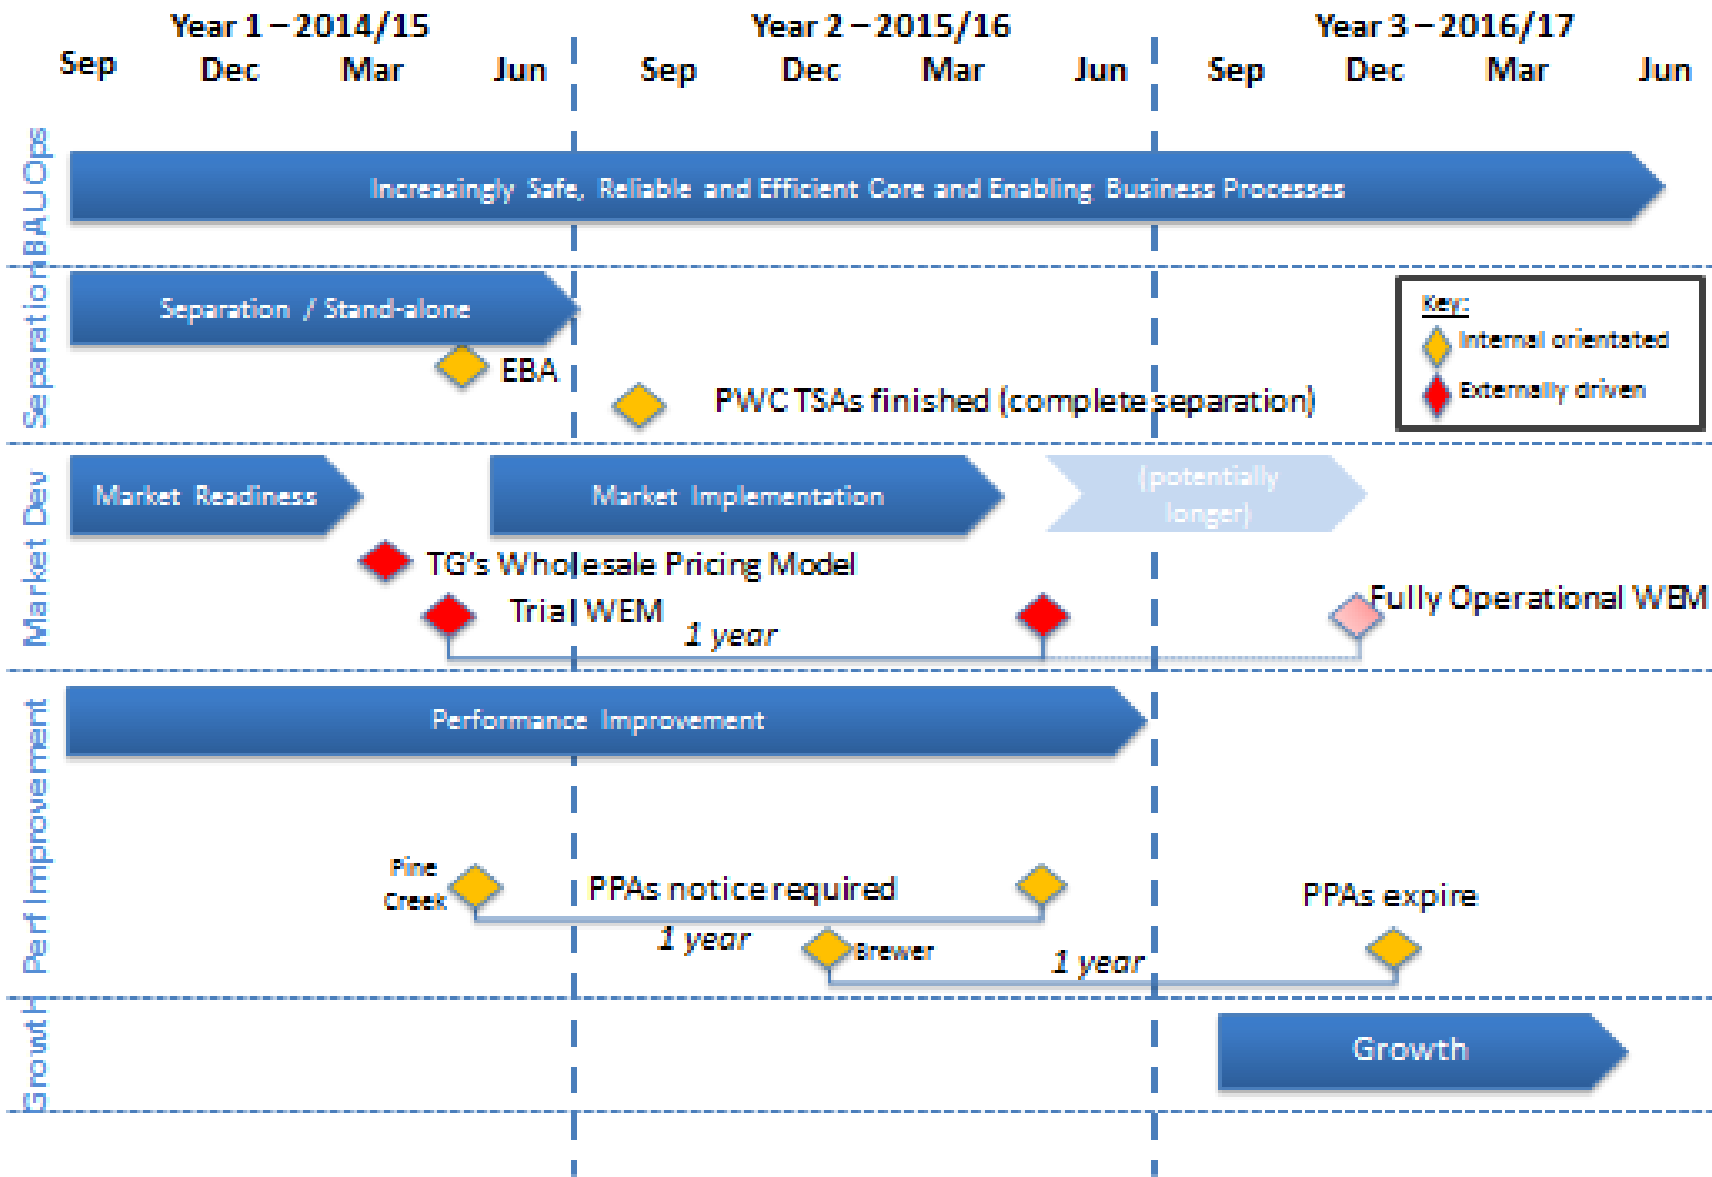 Year 1 – 2014/15
Year 2 – 2015/16
Year 3 – 2016/17
Sep Dec Mar Jun Sep Dec Mar Jun Sep Dec Mar Jun
BAU Ops
Increasingly Safe, Reliable and Efficient Core and Enabling Business Processes
Separation
Separation / Stand-alone
EBA
PWC TSAs finished (complete separation)
Key:
Internal orientated
Externally driven
Market Dev
Market Readiness
Market Implementation
(potentially
longer)
TG's Wholesale Pricing Model
Trial WEM
1 year
Fully Operational WEM
Perf Improvement
Performance Improvement
Pine
Creek
PPAs notice required
1 year
Brewer
1 year
PPAs expire
Growth
Growth